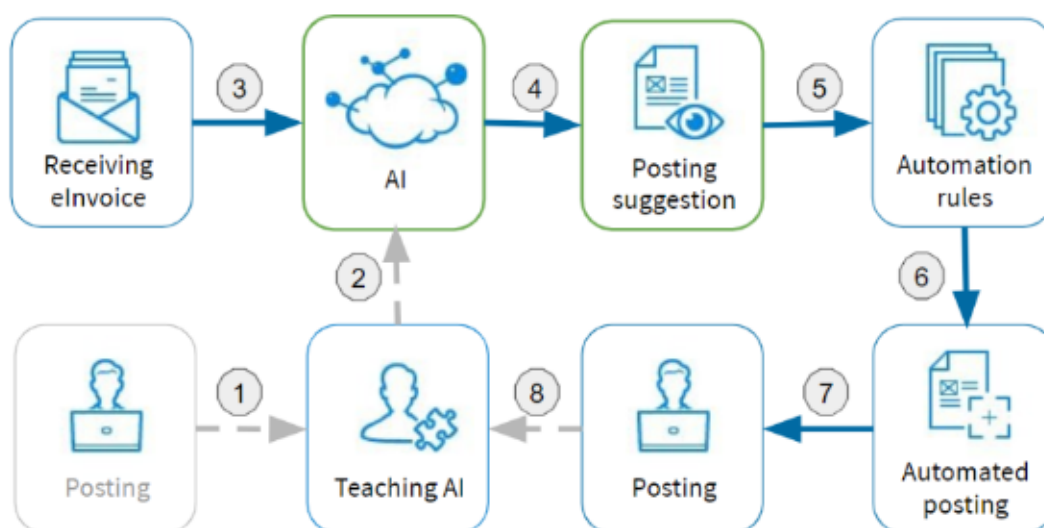 3
4
5
Receiving
eInvoice
AI
Posting
suggestion
Automation
rules
2
6
1
8
7
Posting
Teaching AI
Posting
Automated
posting